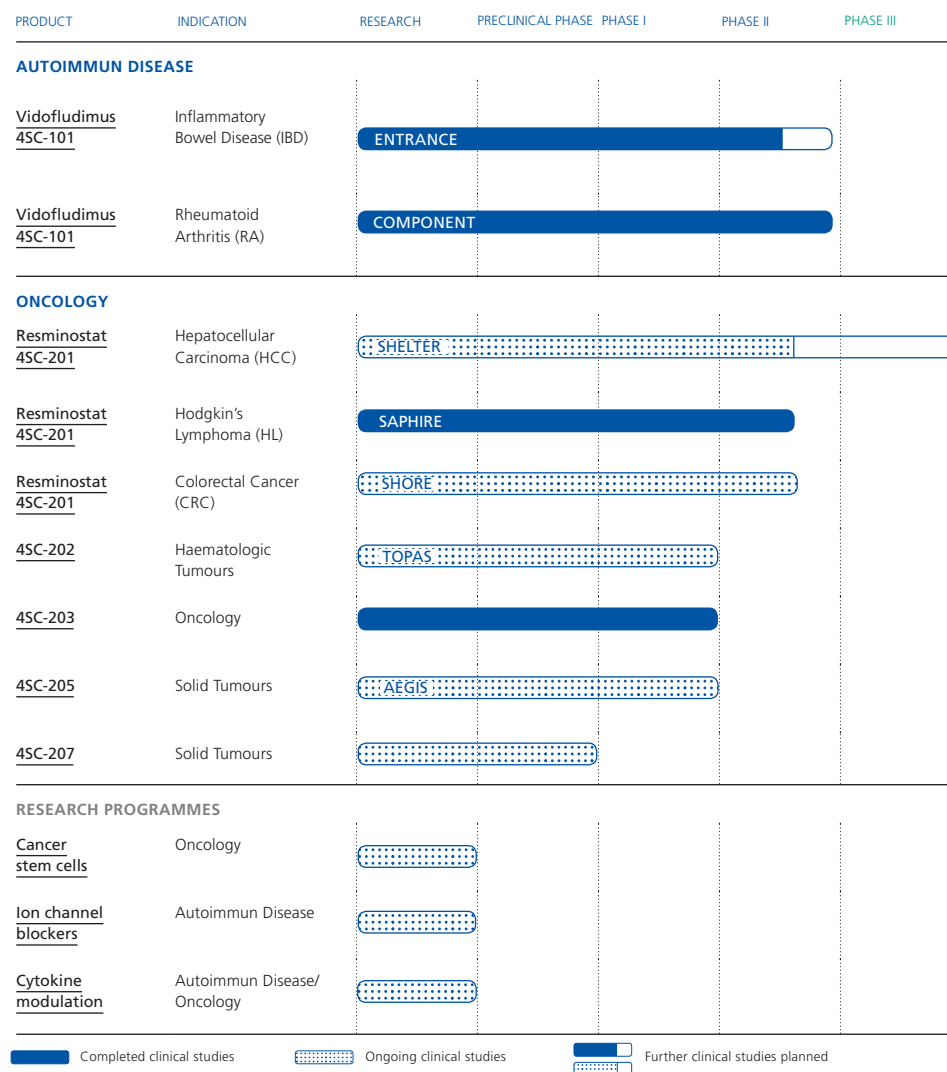 PRODUCT INDICATION RESEARCH PRECLINICAL PHASE PHASE I PHASE II PHASE III
AUTOIMMUN DISEASE
Vidofludimus Inflammatory
4SC-101 Bowel Disease (IBD) ENTRANCE
Vidofludimus Rheumatoid
4SC-101 Arthritis (RA) COMPONENT
ONCOLOGY
Resminostat Hepatocellular
4SC-201 Carcinoma (HCC) SHELTER
Resminostat Hodgkin's
4SC-201 Lymphoma (HL) SAPHIRE
Resminostat Colorectal Cancer SHORE
4SC-201 (CRC)
4SC-202 Haematologic TOPAS
Tumours
4SC-203 Oncology
4SC-205 Solid Tumours AEGIS
4SC-207 Solid Tumours
RESEARCH PROGRAMMES
Cancer Oncology
stem cells
Ion channel Autoimmun Disease
blockers
Cytokine Autoimmun Disease/
modulation Oncology
Completed clinical studies Ongoing clinical studies Further clinical studies planned